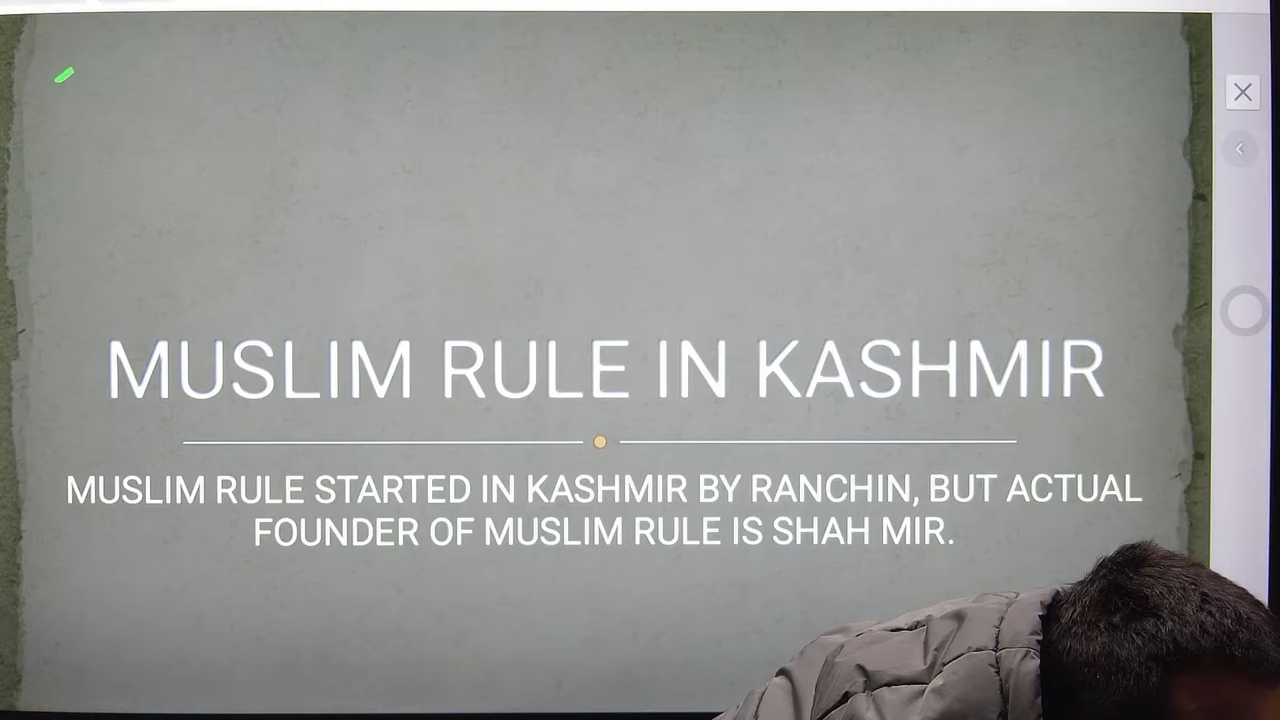 MUSLIM RULE IN KASHMIR
MUSLIM RULE STARTED IN KASHMIR BY RANCHIN, BUT ACTUAL
FOUNDER OF MUSLIM RULE IS SHAH MIR.